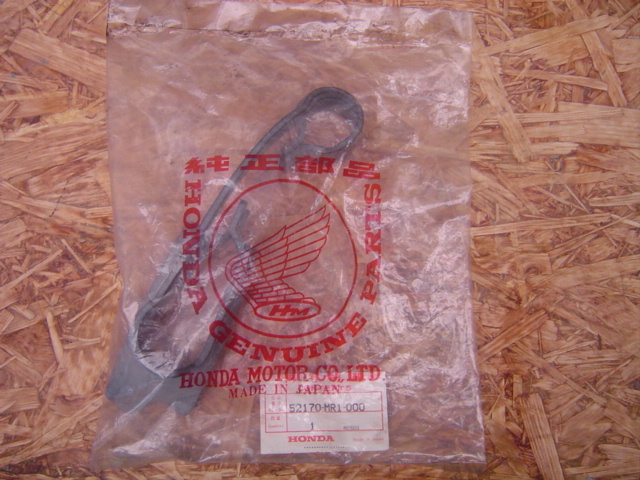 純正部品
HONDA GENUINE PARTS
HM
HONDA MOTOR CO., LTD.
MADE IN JAPAN
52170-MR1-000
1
HONDA